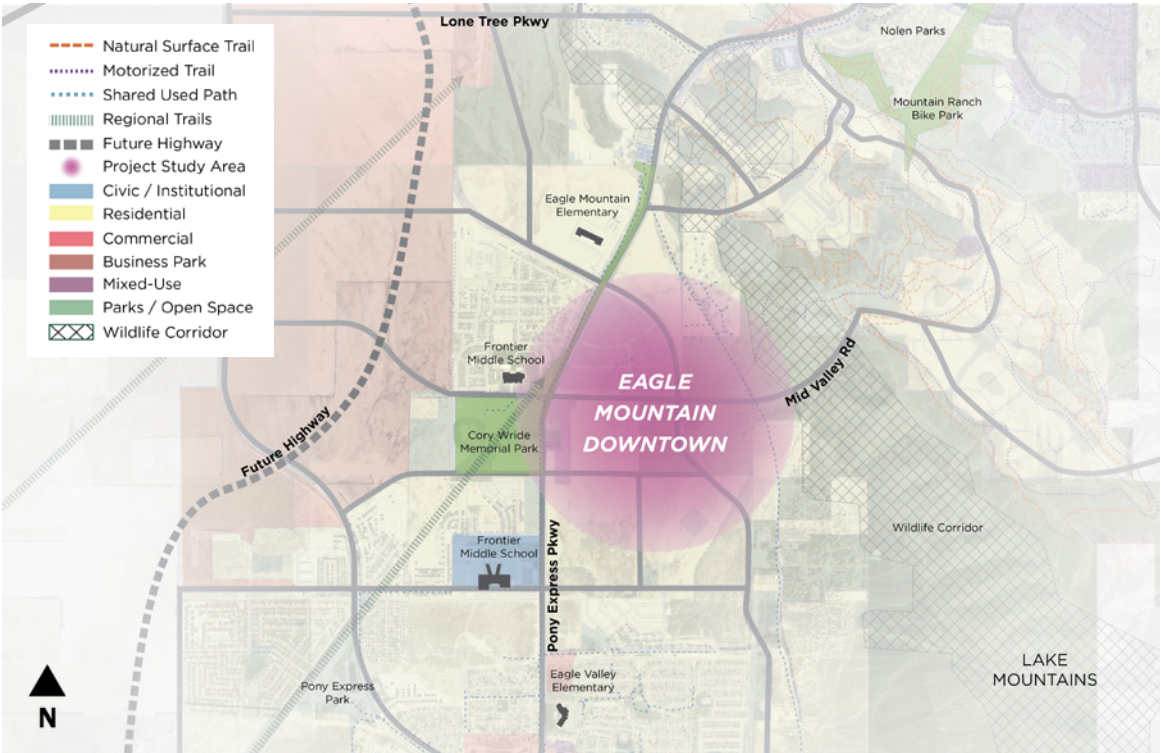 Natural Surface Trail
Motorized Trail
Shared Used Path
Regional Trails
Future Highway
Project Study Area
Civic / Institutional
Residential
Commercial
Business Park
Mixed-Use
Parks / Open Space
Wildlife Corridor
Lone Tree Pkwy
Nolen Parks
Mountain Ranch
Bike Park
Eagle Mountain
Elementary
Frontier
Middle School
EAGLE
MOUNTAIN
DOWNTOWN
Mid Valley Rd
Cory Wride
Memorial Park
Future Highway
Wildlife Corridor
Frontier
Middle School
Pony Express Pkwy
Eagle Valley
Elementary
Pony Express
Park
LAKE
MOUNTAINS
N